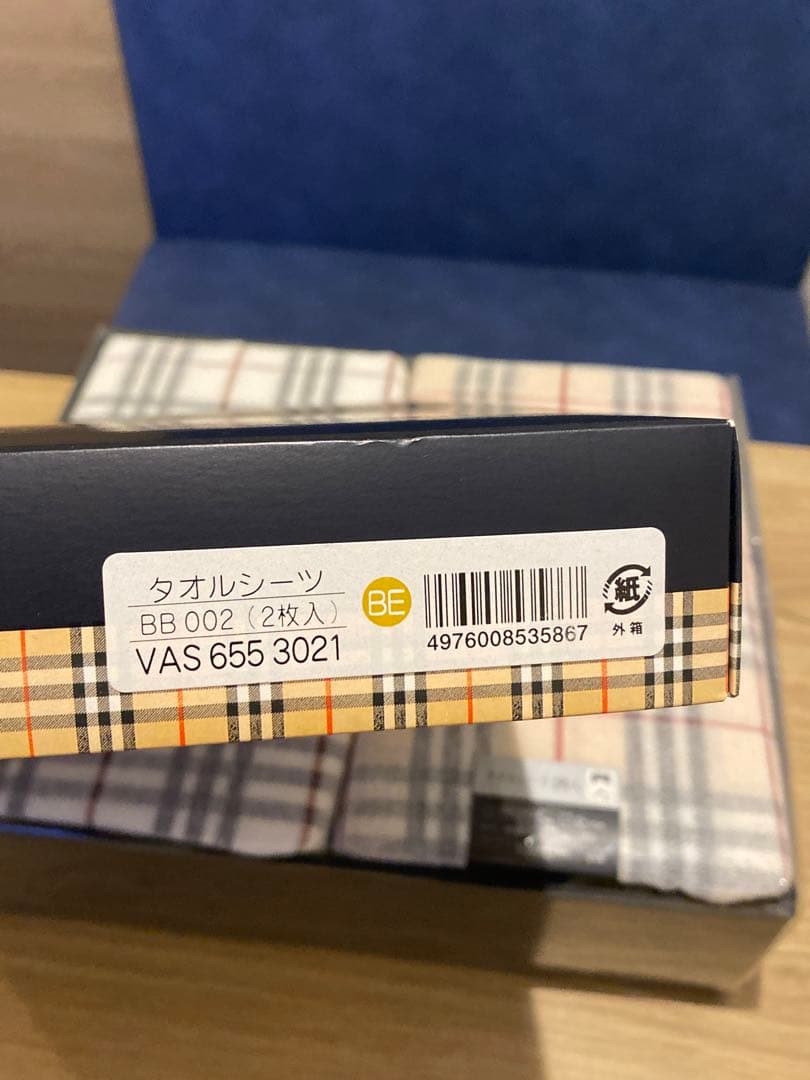 タオルシーツ
BB 002 (2枚入)
VAS 655 3021
BE
4976008535867
紙
外箱